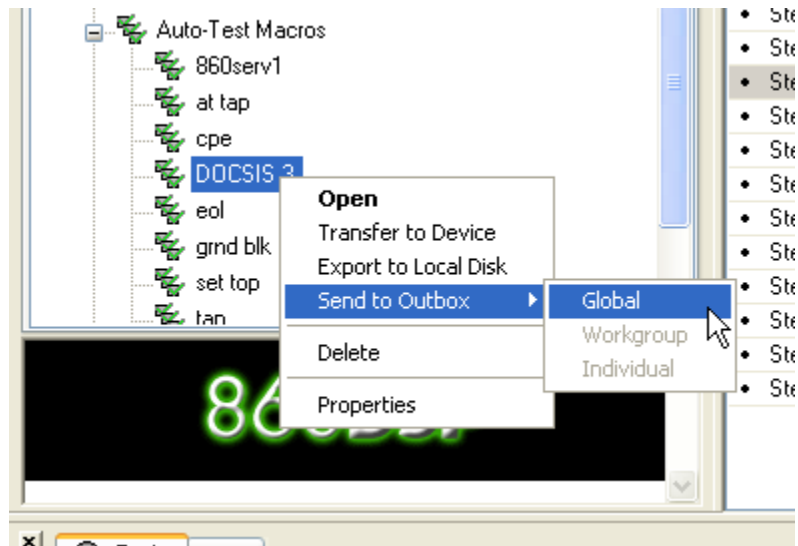 Auto-Test Macros
860serv1
at tap
cpe
DOCSIS 3
eol
grnd blk
set top
Open
Transfer to Device
Export to Local Disk
Send to Outbox
Delete
Properties
Global
Workgroup
Individual